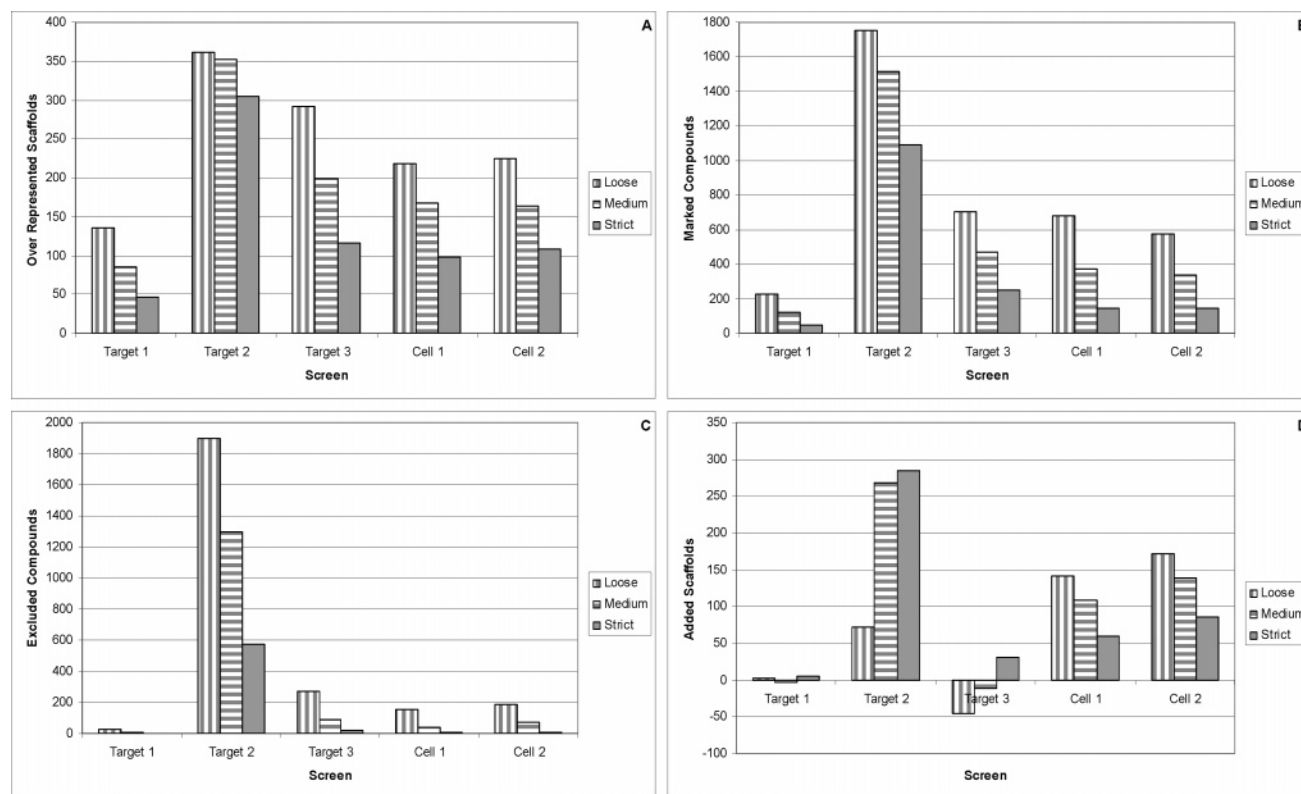 A
400
350
300
250
200
150
100
50
0
Over Represented Scaffolds
Target 1 Target 2 Target 3 Cell 1 Cell 2
Screen
Loose
Medium
Strict
1800
1600
1400
1200
1000
800
600
400
200
0
Marked Compounds
Target 1 Target 2 Target 3 Cell 1 Cell 2
Screen
Loose
Medium
Strict
C
2000
1800
1600
1400
1200
1000
800
600
400
200
0
Excluded Compounds
Target 1 Target 2 Target 3 Cell 1 Cell 2
Screen
Loose
Medium
Strict
350
300
250
200
150
100
50
0
-50
-100
Added Scaffolds
Target 1 Target 2 Target 3 Cell 1 Cell 2
Screen
Loose
Medium
Strict